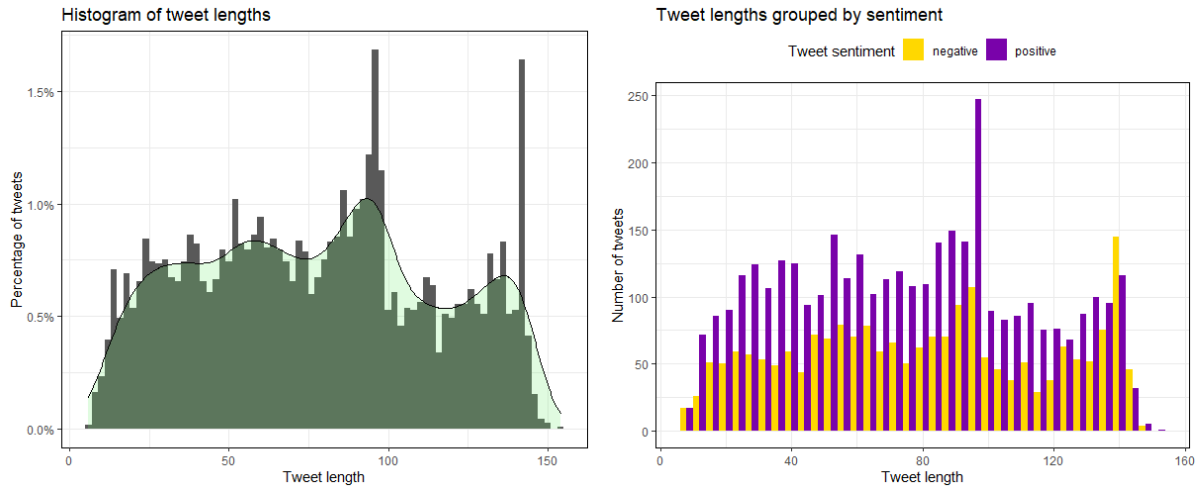 Histogram of tweet lengths
Percentage of tweets
1.5%
1.0%
0.5%
0.0%
0
50
100
150
Tweet length
Tweet lengths grouped by sentiment
Tweet sentiment negative positive
Number of tweets
250
200
150
100
50
0
0
40
80
120
160
Tweet length